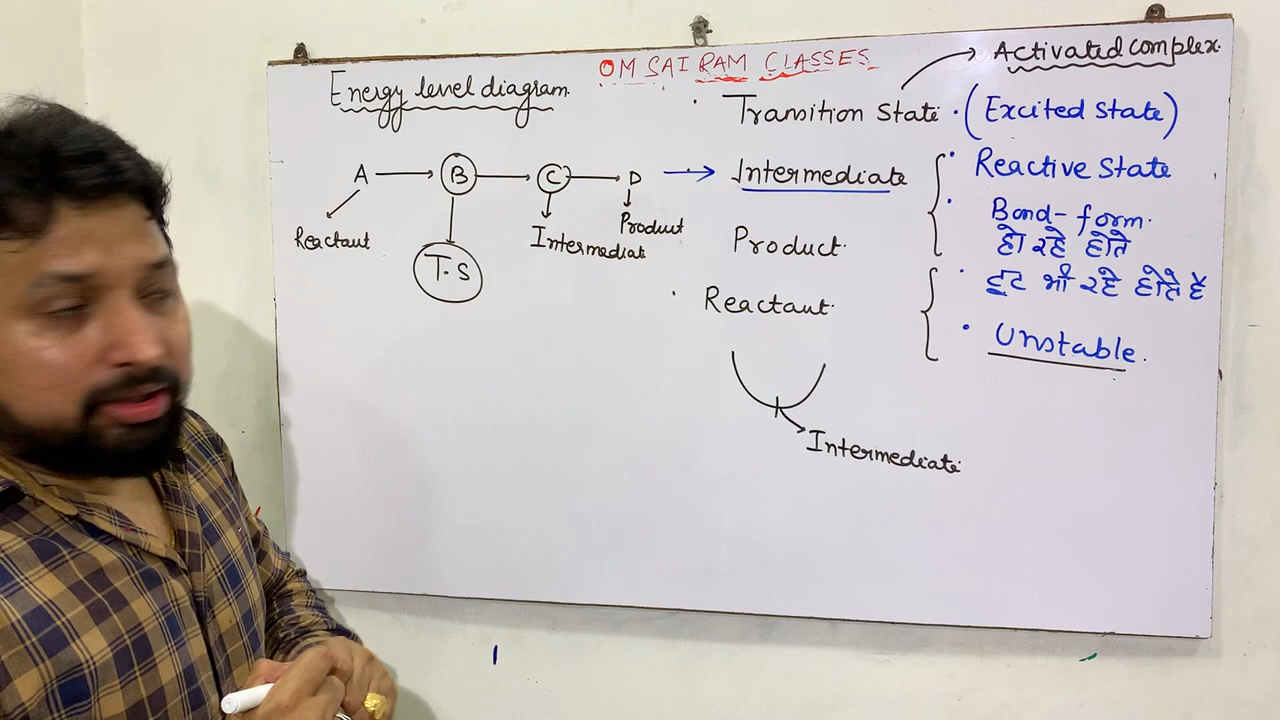 OM SAI RAM CLASSES
Energy level diagram
A → B → C → D →
Reactant
T.S
Intermediat
Product
Activated complex.
Transition State. (Excited State)
Intermediate
Product.
Reactant.
Reactive State
Bond-form.
हो रहे होते
टूट भी रहे होते हैं
Unstable.
Intermediate